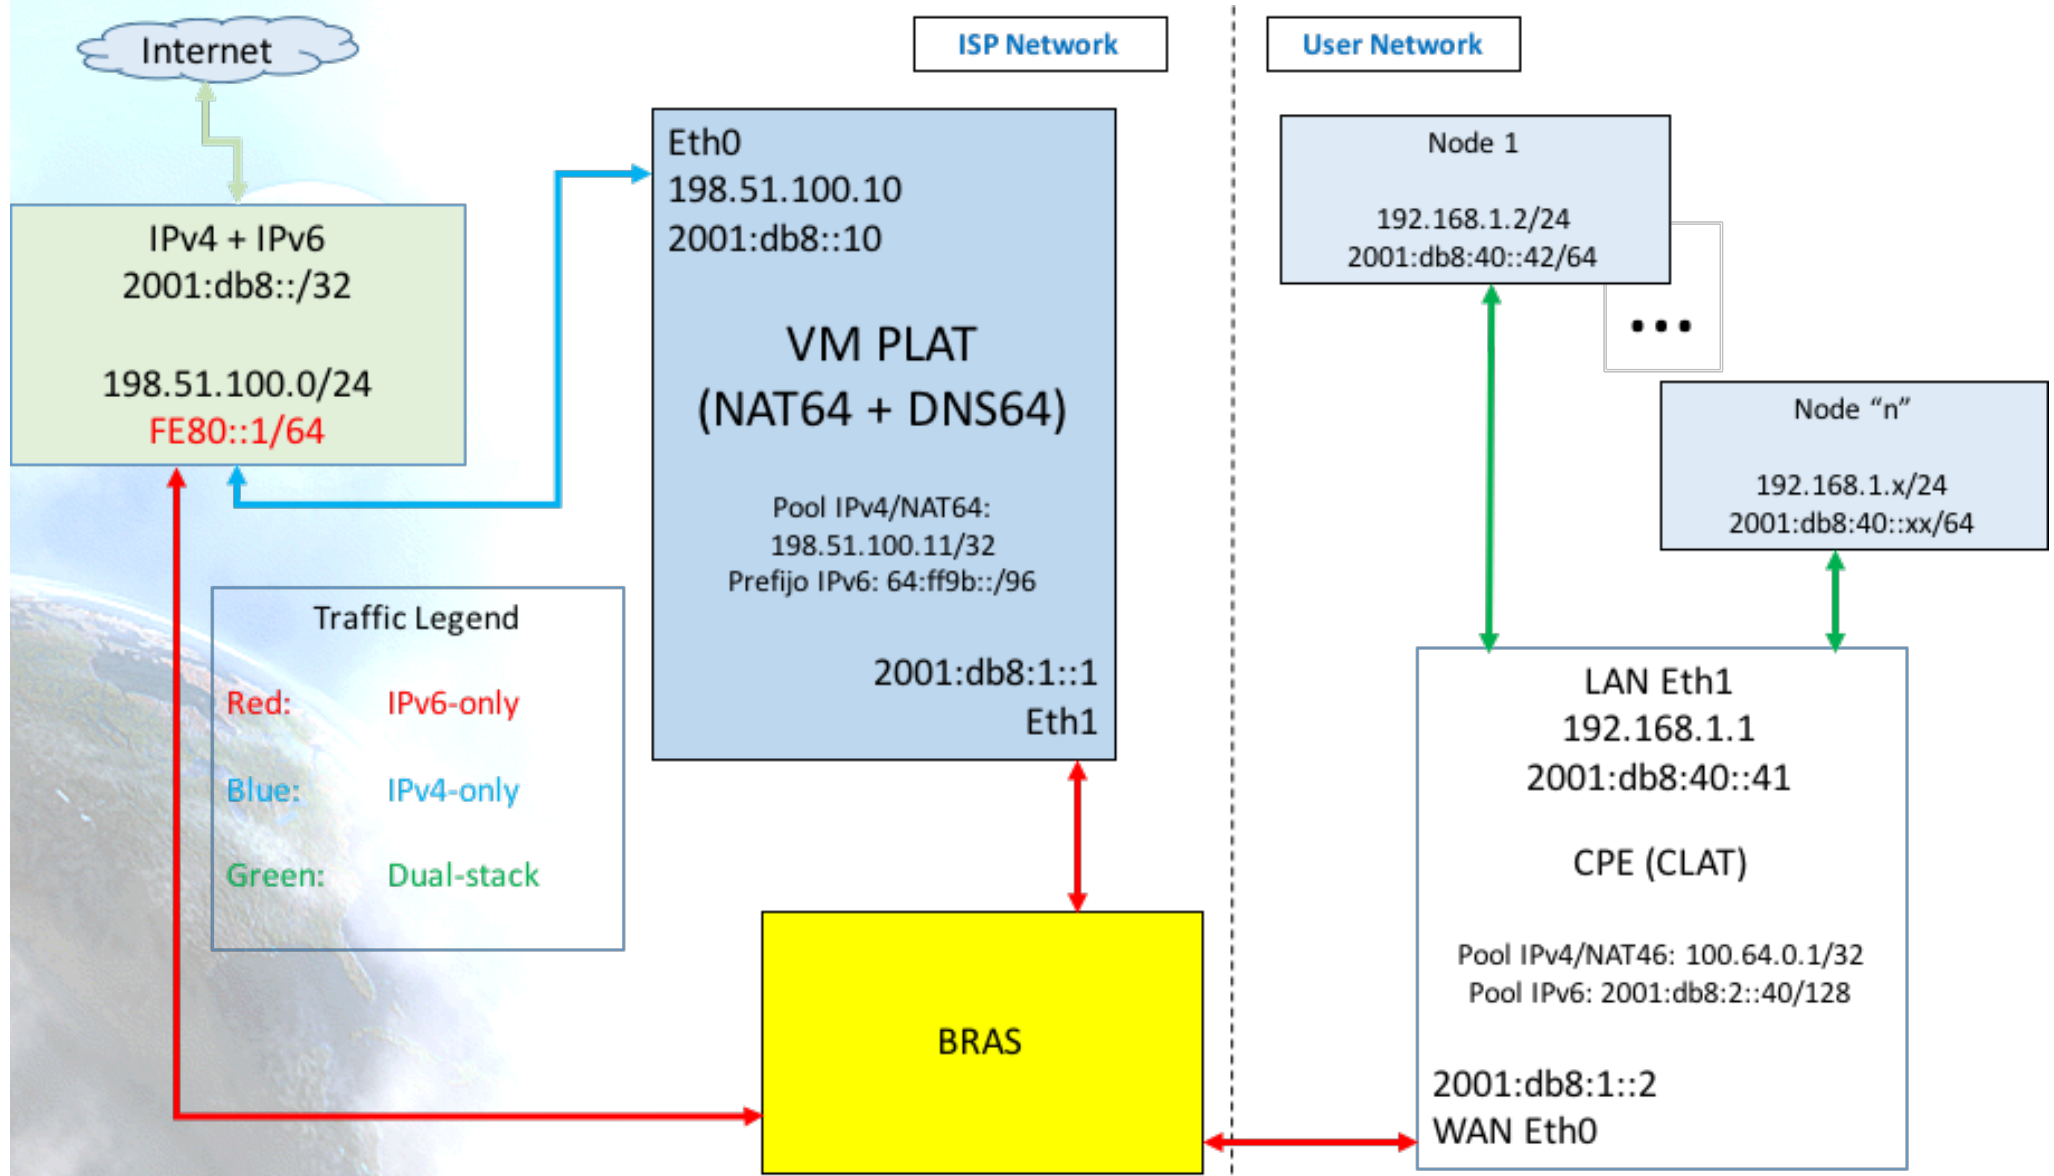 Internet
ISP Network
User Network
IPv4 + IPv6
2001:db8::/32
198.51.100.0/24
FE80::1/64
Eth0
198.51.100.10
2001:db8::10
VM PLAT
(NAT64 + DNS64)
Pool IPv4/NAT64:
198.51.100.11/32
Prefijo IPv6: 64:ff9b::/96
2001:db8:1::1
Eth1
Node 1
192.168.1.2/24
2001:db8:40::42/64
...
Node “n”
192.168.1.x/24
2001:db8:40::xx/64
Traffic Legend
Red: IPv6-only
Blue: IPv4-only
Green: Dual-stack
BRAS
LAN Eth1
192.168.1.1
2001:db8:40::41
CPE (CLAT)
Pool IPv4/NAT46: 100.64.0.1/32
Pool IPv6: 2001:db8:2::40/128
2001:db8:1::2
WAN Eth0